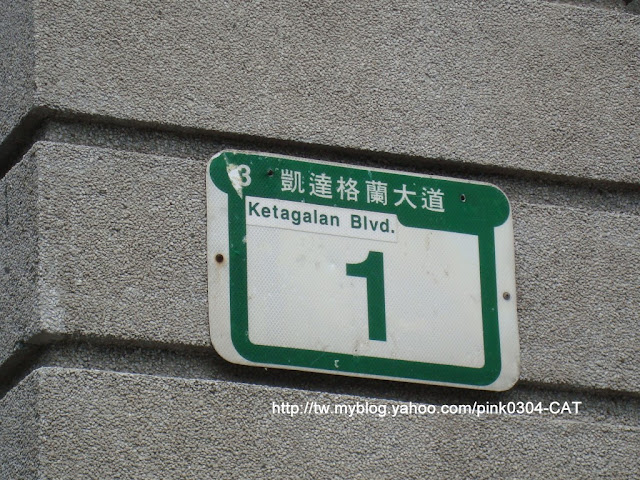 3 凱達格蘭大道
Ketagalan Blvd.
1
http://tw.myblog.yahoo.com/pink0304-CAT